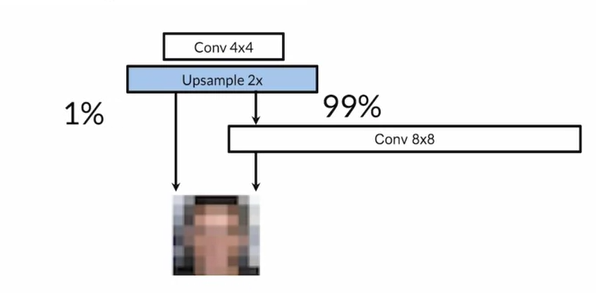 Conv 4x4
Upsample 2x
1%
99%
Conv 8x8